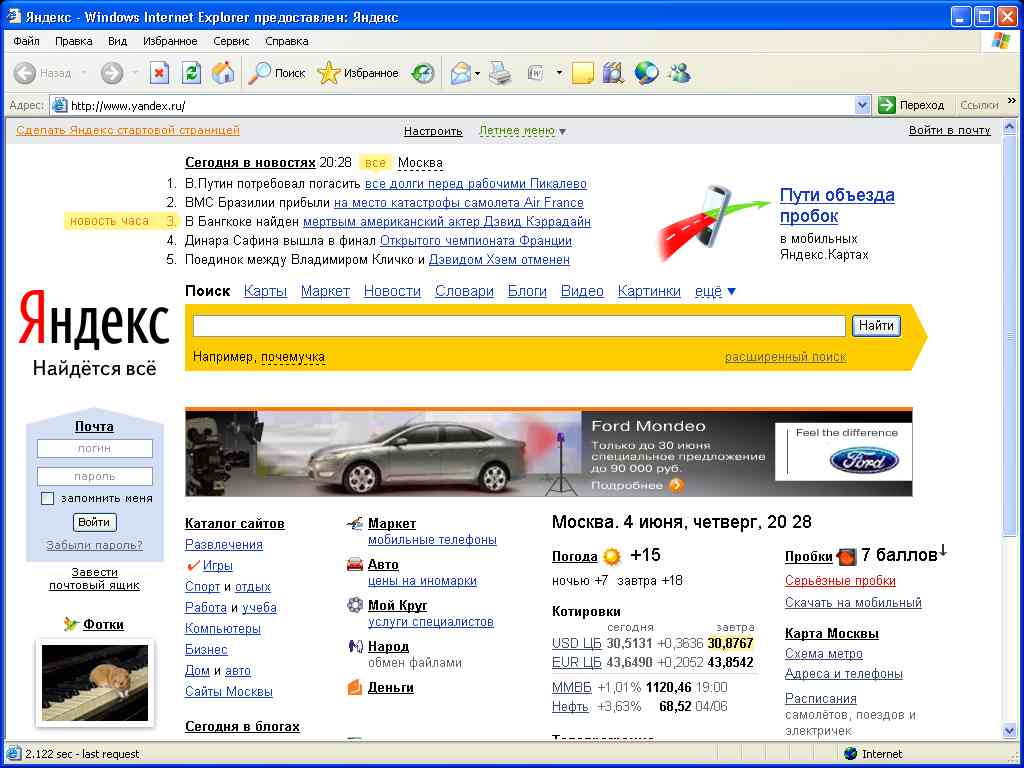 Яндекс - Windows Internet Explorer предоставлен: Яндекс
Файл Правка Вид Избранное Сервис Справка
Назад Поиск Избранное
Адрес: http://www.yandex.ru/ Переход Ссылки »
Сделать Яндекс стартовой страницей Настроить Летнее меню ▼ Войти в почту
Сегодня в новостях 20:28 все Москва
1. В.Путин потребовал погасить все долги перед рабочими Пикалево
2. ВМС Бразилии прибыли на место катастрофы самолета Air France
новость часа 3. В Бангкоке найден мертвым американский актер Дэвид Кэррадайн
4. Динара Сафина вышла в финал Открытого чемпионата Франции
5. Поединок между Владимиром Кличко и Дэвидом Хэем отменен
Пути объезда
пробок
в мобильных
Яндекс.Картах
Поиск Карты Маркет Новости Словари Блоги Видео Картинки ещё ▼
Яндекс
Найдётся всё
Найти
Например, почемучка расширенный поиск
Почта
логин
пароль
запомнить меня
Войти
Забыли пароль?
Завести
почтовый ящик
Фотки
Ford Mondeo
Только до 30 июня
специальное предложение
до 90 000 руб.
Подробнее
Feel the difference
Ford
Каталог сайтов
Развлечения
Игры
Спорт и отдых
Работа и учеба
Компьютеры
Бизнес
Дом и авто
Сайты Москвы
Сегодня в блогах
Маркет
мобильные телефоны
Авто
цены на иномарки
Мой Круг
услуги специалистов
Народ
обмен файлами
Деньги
Москва. 4 июня, четверг, 20 28
Погода +15
ночью +7 завтра +18
Котировки
сегодня завтра
USD ЦБ 30,5131 +0,3636 30,8767
EUR ЦБ 43,6490 +0,2052 43,8542
ММВБ +1,01% 1120,46 19:00
Нефть +3,63% 68,52 04/06
Пробки 7 баллов↓
Серьёзные пробки
Скачать на мобильный
Карта Москвы
Схема метро
Адреса и телефоны
Расписания
самолётов, поездов и
электричек
2.122 sec - last request Internet